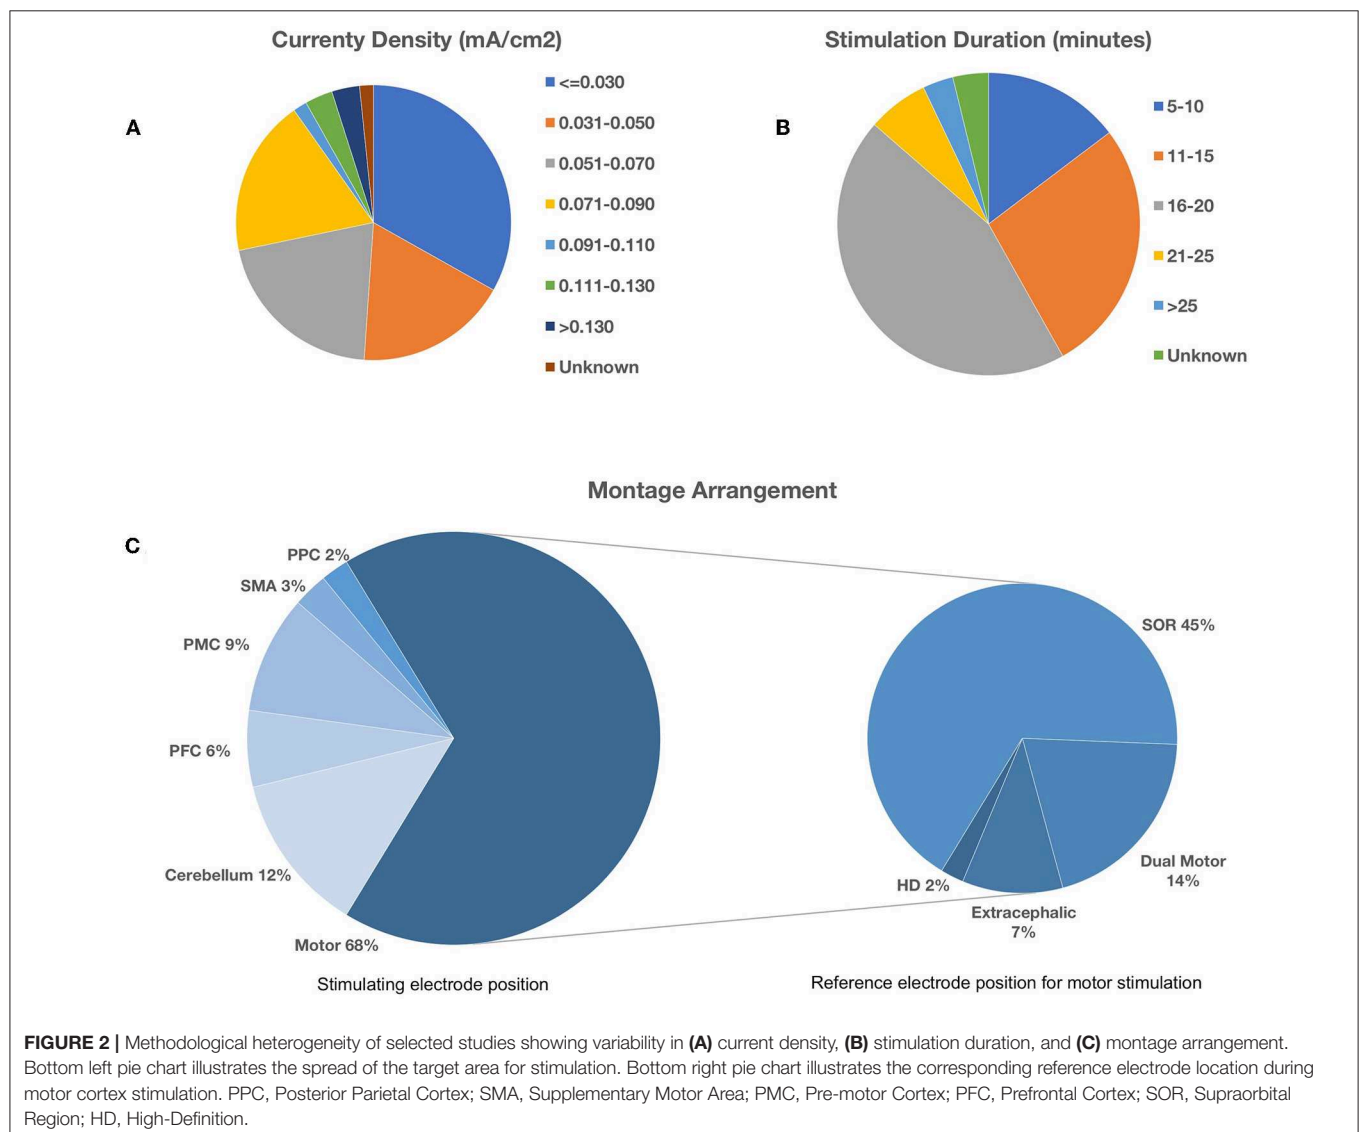 Currenty Density (mA/cm2)
A
<=0.030
0.031-0.050
0.051-0.070
0.071-0.090
0.091-0.110
0.111-0.130
>0.130
Unknown
Stimulation Duration (minutes)
B
5-10
11-15
16-20
21-25
>25
Unknown
Montage Arrangement
C
PPC 2%
SMA 3%
PMC 9%
PFC 6%
Cerebellum 12%
Motor 68%
Stimulating electrode position
SOR 45%
Dual Motor
14%
HD 2%
Extracephalic
7%
Reference electrode position for motor stimulation
FIGURE 2 | Methodological heterogeneity of selected studies showing variability in (A) current density, (B) stimulation duration, and (C) montage arrangement.
Bottom left pie chart illustrates the spread of the target area for stimulation. Bottom right pie chart illustrates the corresponding reference electrode location during
motor cortex stimulation. PPC, Posterior Parietal Cortex; SMA, Supplementary Motor Area; PMC, Pre-motor Cortex; PFC, Prefrontal Cortex; SOR, Supraorbital
Region; HD, High-Definition.